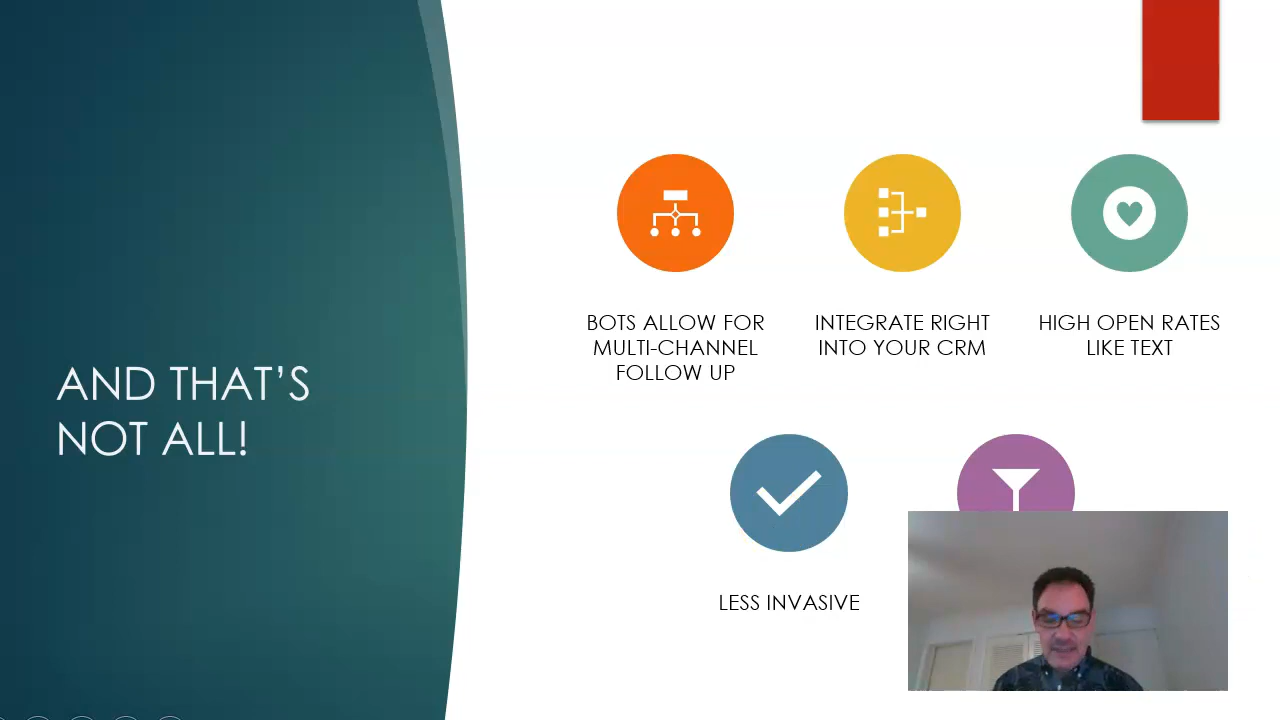 AND THAT’S
NOT ALL!
BOTS ALLOW FOR
MULTI-CHANNEL
FOLLOW UP
INTEGRATE RIGHT
INTO YOUR CRM
HIGH OPEN RATES
LIKE TEXT
LESS INVASIVE